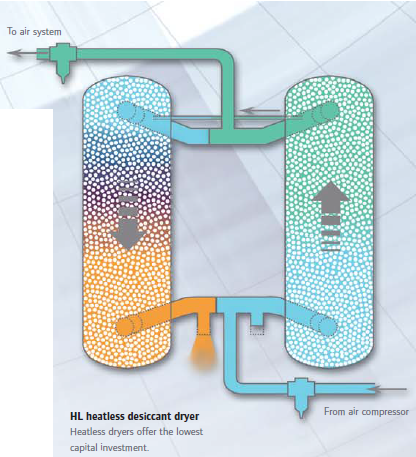 To air system
From air compressor
HL heatless desiccant dryer
Heatless dryers offer the lowest
capital investment.